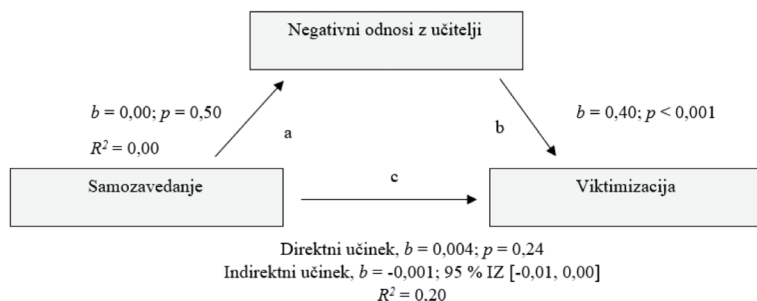 Negativni odnosi z učitelji
b = 0,00; p = 0,50
R² = 0,00
a
b
b = 0,40; p < 0,001
Samozavedanje
c
Viktimizacija
Direktni učinek, b = 0,004; p = 0,24
Indirektni učinek, b = -0,001; 95 % IZ [-0,01, 0,00]
R² = 0,20